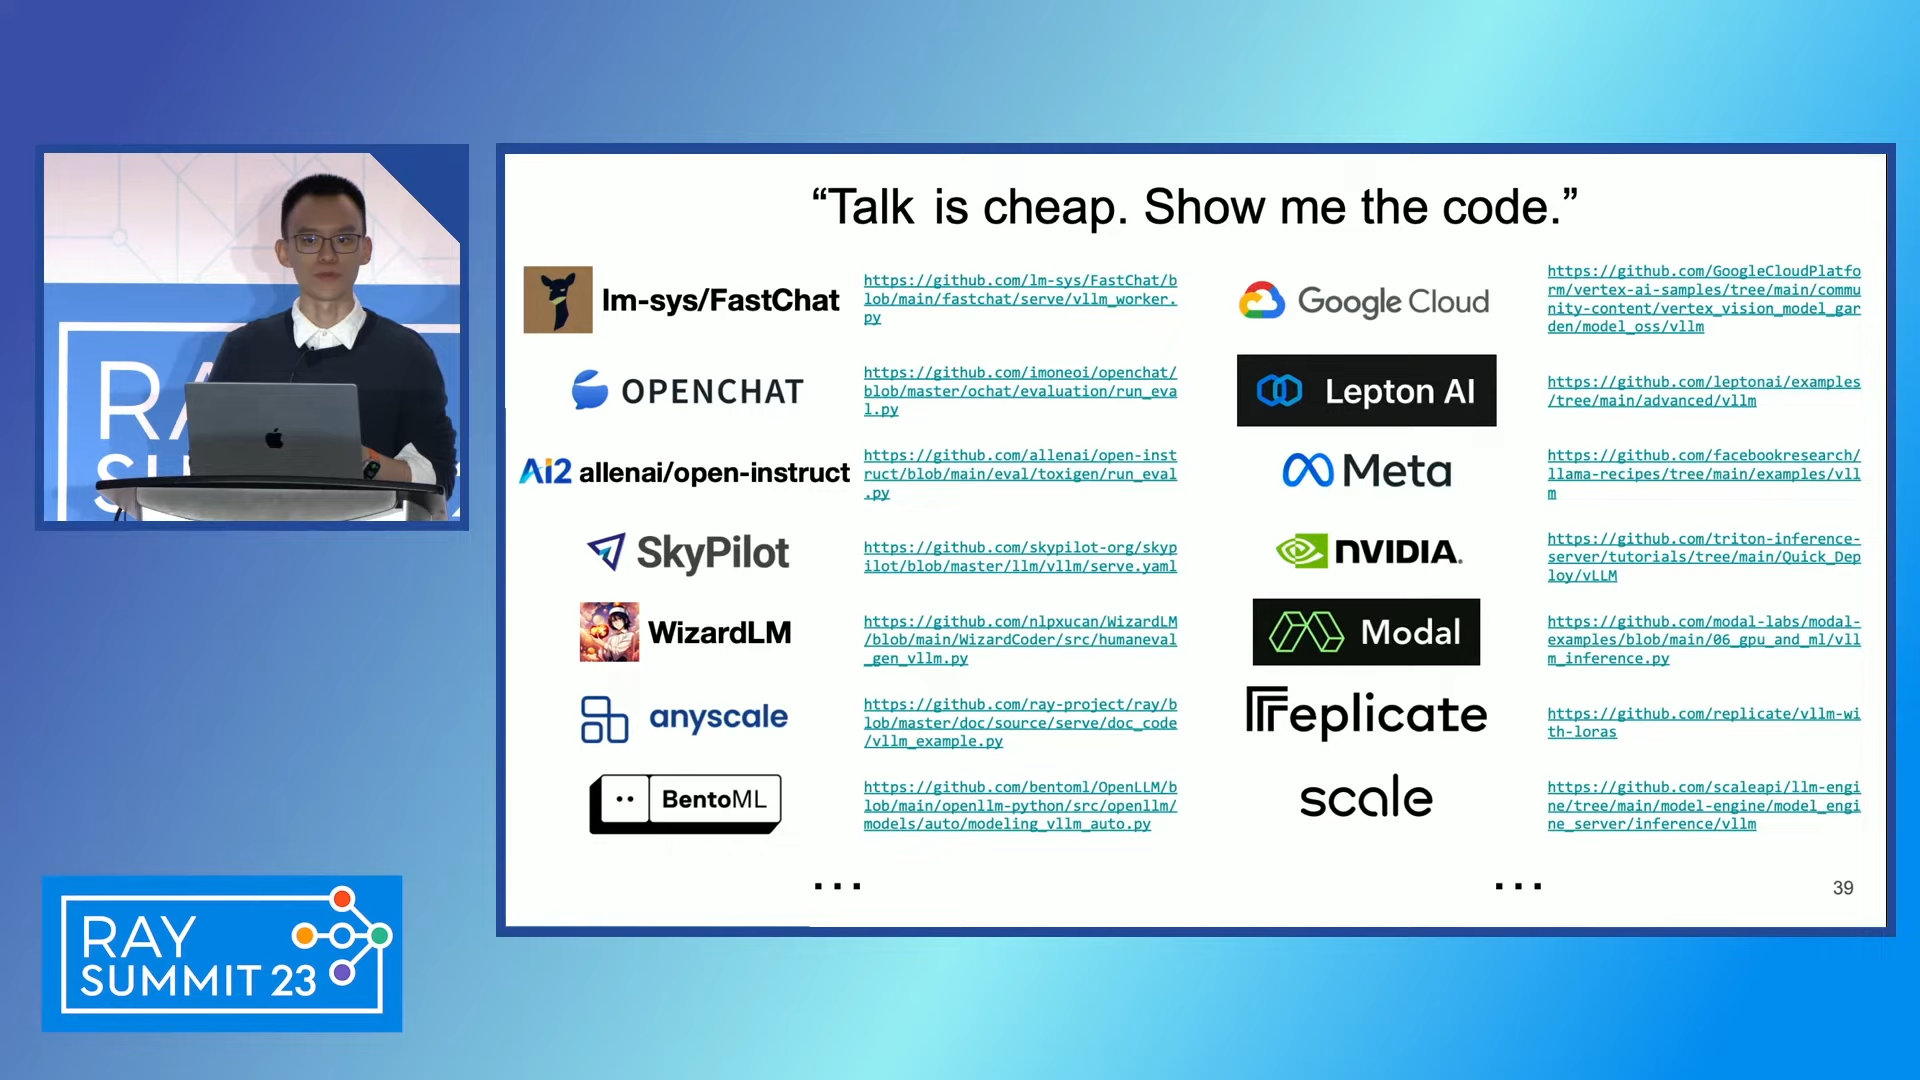 “Talk is cheap. Show me the code.”
lm-sys/FastChat
https://github.com/lm-sys/FastChat/b
lob/main/fastchat/serve/vllm_worker.
py
OPENCHAT
https://github.com/imoneoi/openchat/
blob/master/ochat/evaluation/run_eva
l.py
Ai2 allenai/open-instruct
https://github.com/allenai/open-inst
ruct/blob/main/eval/toxigen/run_eval
.py
SkyPilot
https://github.com/skypilot-org/skyp
ilot/blob/master/llm/vllm/serve.yaml
WizardLM
https://github.com/nlpxucan/WizardLM
/blob/main/WizardCoder/src/humaneval
_gen_vllm.py
anyscale
https://github.com/ray-project/ray/b
lob/master/doc/source/serve/doc_code
/vllm_example.py
BentoML
https://github.com/bentoml/OpenLLM/b
lob/main/openllm-python/src/openllm/
models/auto/modeling_vllm_auto.py
...
Google Cloud
https://github.com/GoogleCloudPlatfo
rm/vertex-ai-samples/tree/main/commu
nity-content/vertex_vision_model_gar
den/model_oss/vllm
Lepton AI
https://github.com/leptonai/examples
/tree/main/advanced/vllm
Meta
https://github.com/facebookresearch/
llama-recipes/tree/main/examples/vll
m
NVIDIA.
https://github.com/triton-inference-
server/tutorials/tree/main/Quick_Dep
loy/vLLM
Modal
https://github.com/modal-labs/modal-
examples/blob/main/06_gpu_and_ml/vll
m_inference.py
replicate
https://github.com/replicate/vllm-wi
th-loras
scale
https://github.com/scaleapi/llm-engi
ne/tree/main/model-engine/model_engi
ne_server/inference/vllm
...
39
RA
SU
RAY
SUMMIT 23